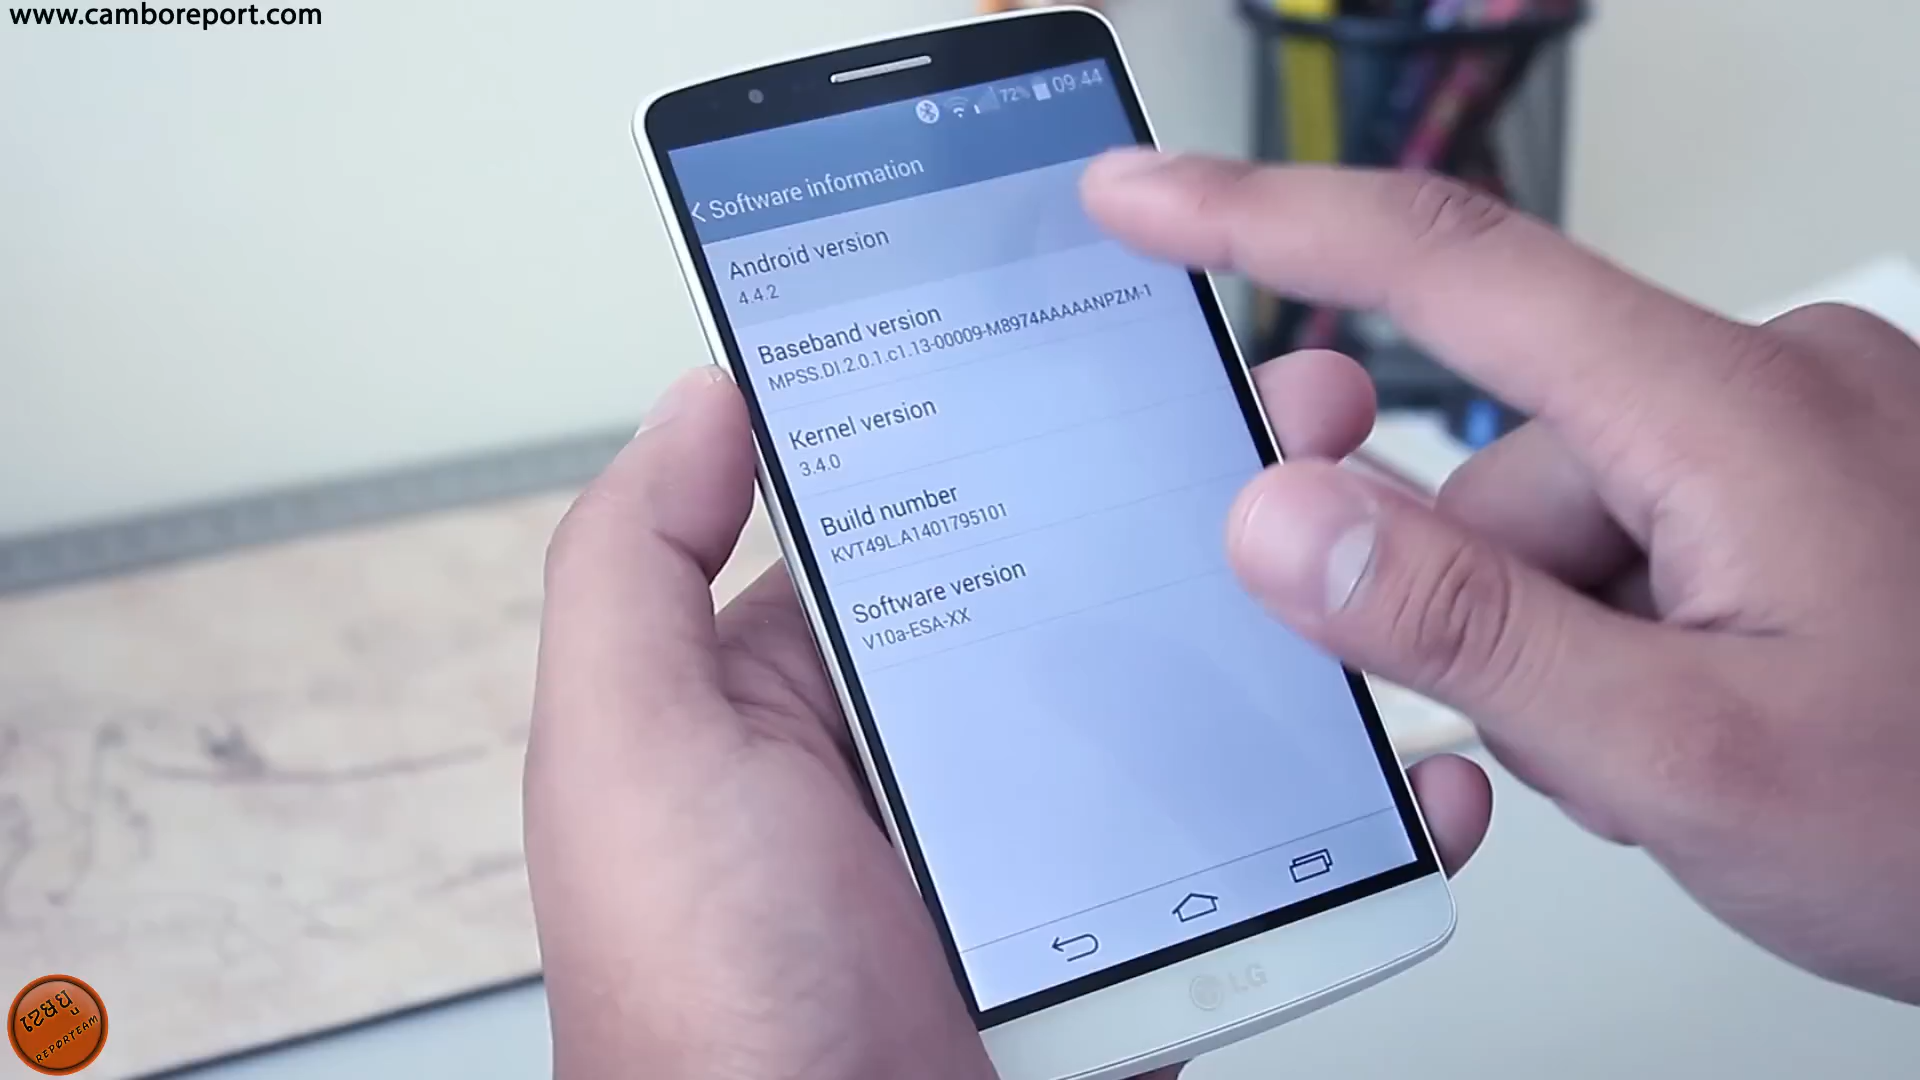 www.camboreport.com
72% 09:44
Software information
Android version
4.4.2
Baseband version
MPSS.DI.2.0.1.c1.13-00009-M8974AAAAANPZM-1
Kernel version
3.4.0
Build number
KVT49L.A1401795101
Software version
V10a-ESA-XX
LG
REPORTEAM